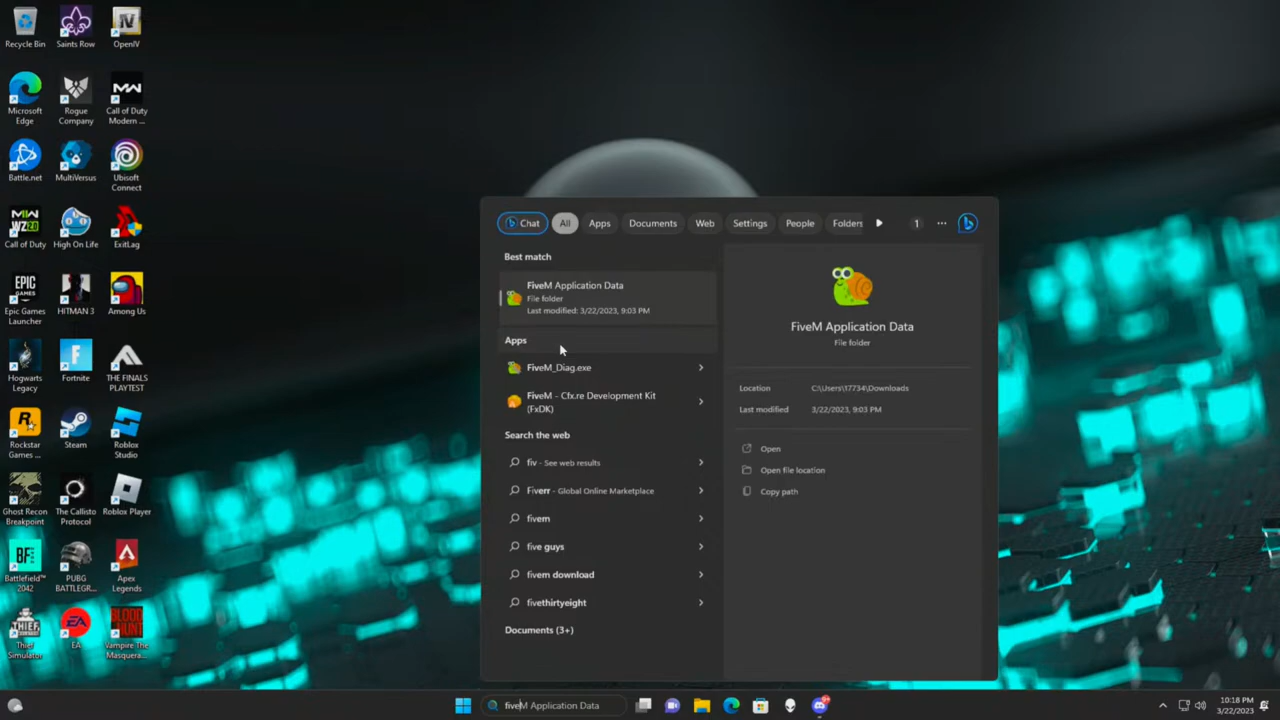 Recycle Bin
Saints Row
OpenIV
Microsoft
Edge
Rogue
Company
Call of Duty
Modern ...
Battle.net
MultiVersus
Ubisoft
Connect
Call of Duty
High On Life
ExitLag
Epic Games
Launcher
HITMAN 3
Among Us
Hogwarts
Legacy
Fortnite
THE FINALS
PLAYTEST
Rockstar
Games ...
Steam
Roblox
Studio
Ghost Recon
Breakpoint
The Callisto
Protocol
Roblox Player
Battlefield™
2042
PUBG
BATTLEGR...
Apex
Legends
Thief
Simulator
EA
Vampire The
Masquera...
Chat
All
Apps
Documents
Web
Settings
People
Folders
1
...
Best match
FiveM Application Data
File folder
Last modified: 3/22/2023, 9:03 PM
Apps
FiveM_Diag.exe
FiveM - Cfx.re Development Kit
(FxDK)
Search the web
fiv - See web results
Fiverr - Global Online Marketplace
fivem
five guys
fivem download
fivethirtyeight
Documents (3+)
FiveM Application Data
File folder
Location C:\Users\17734\Downloads
Last modified 3/22/2023, 9:03 PM
Open
Open file location
Copy path
fiveM Application Data
10:18 PM
3/22/2023